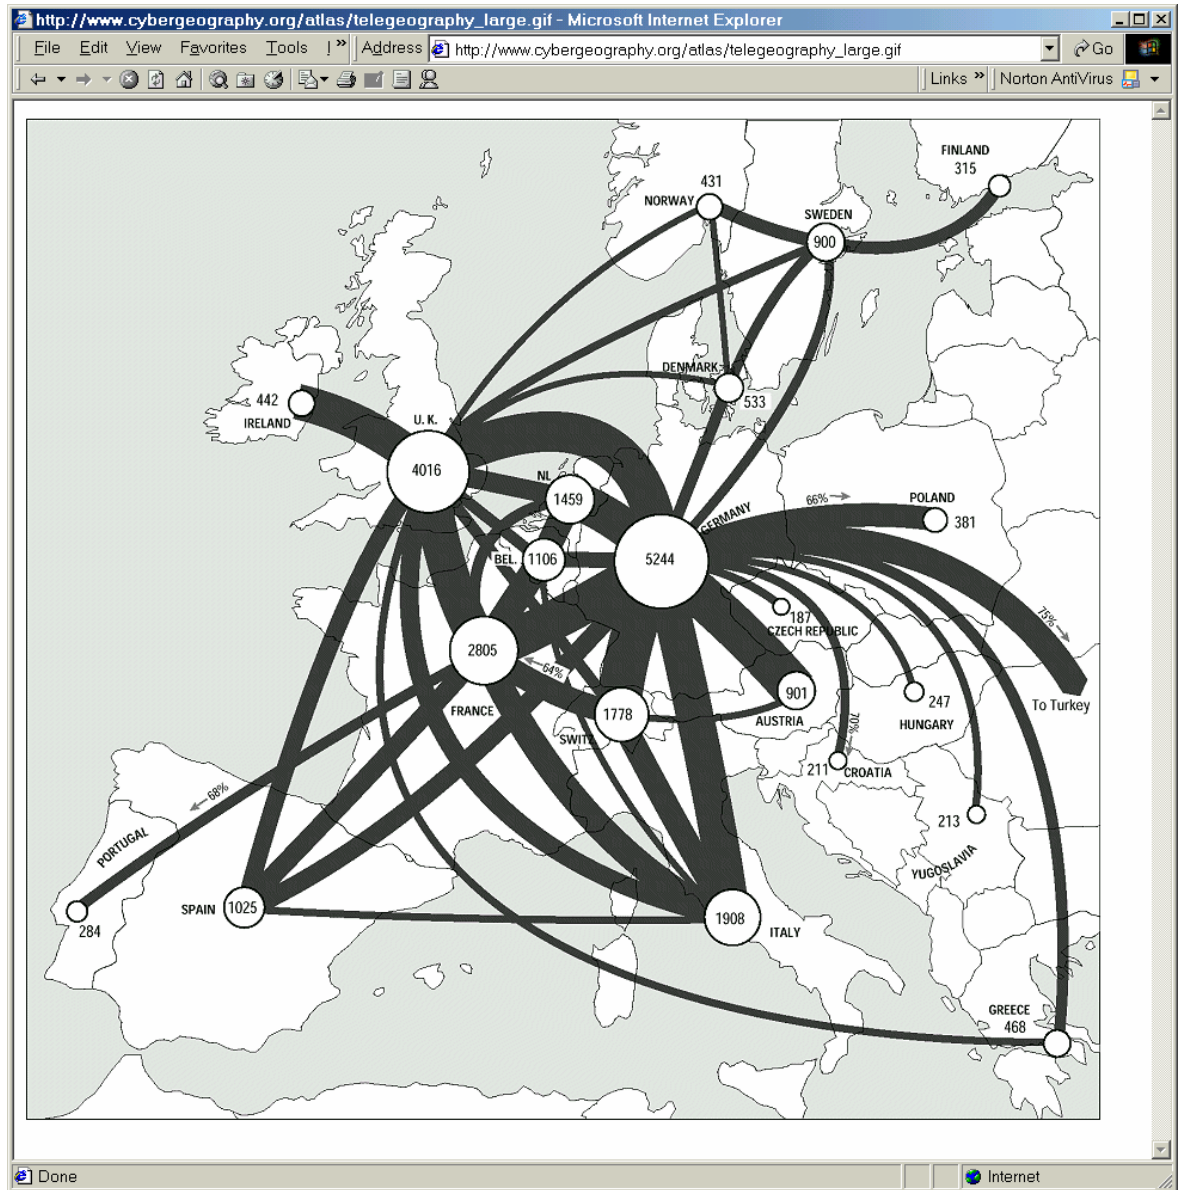 http://www.cybergeography.org/atlas/telegeography_large.gif - Microsoft Internet Explorer
File Edit View Favorites Tools » Address http://www.cybergeography.org/atlas/telegeography_large.gif Go
Links » Norton AntiVirus
FINLAND
315
431
NORWAY
SWEDEN
900
DENMARK
533
442
IRELAND
U. K.
4016
NL
1459
GERMANY
66%
POLAND
381
BEL.
1106
5244
187
CZECH REPUBLIC
75%
2805
64%
FRANCE
1778
SWITZ.
901
AUSTRIA
247
HUNGARY
To Turkey
70%
211
CROATIA
68%
PORTUGAL
213
YUGOSLAVIA
SPAIN
1025
284
1908
ITALY
GREECE
468
Done
Internet